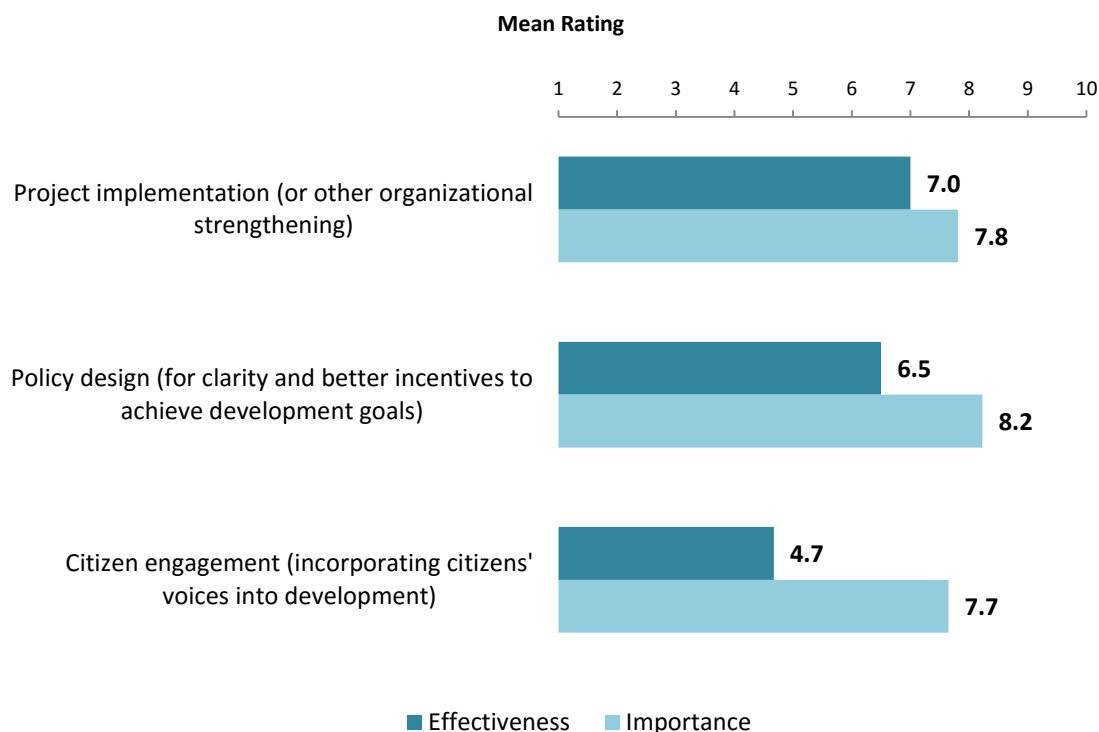 Mean Rating
1 2 3 4 5 6 7 8 9 10
Project implementation (or other organizational
strengthening)
7.0
7.8
Policy design (for clarity and better incentives to
achieve development goals)
6.5
8.2
Citizen engagement (incorporating citizens'
voices into development)
4.7
7.7
Effectiveness Importance